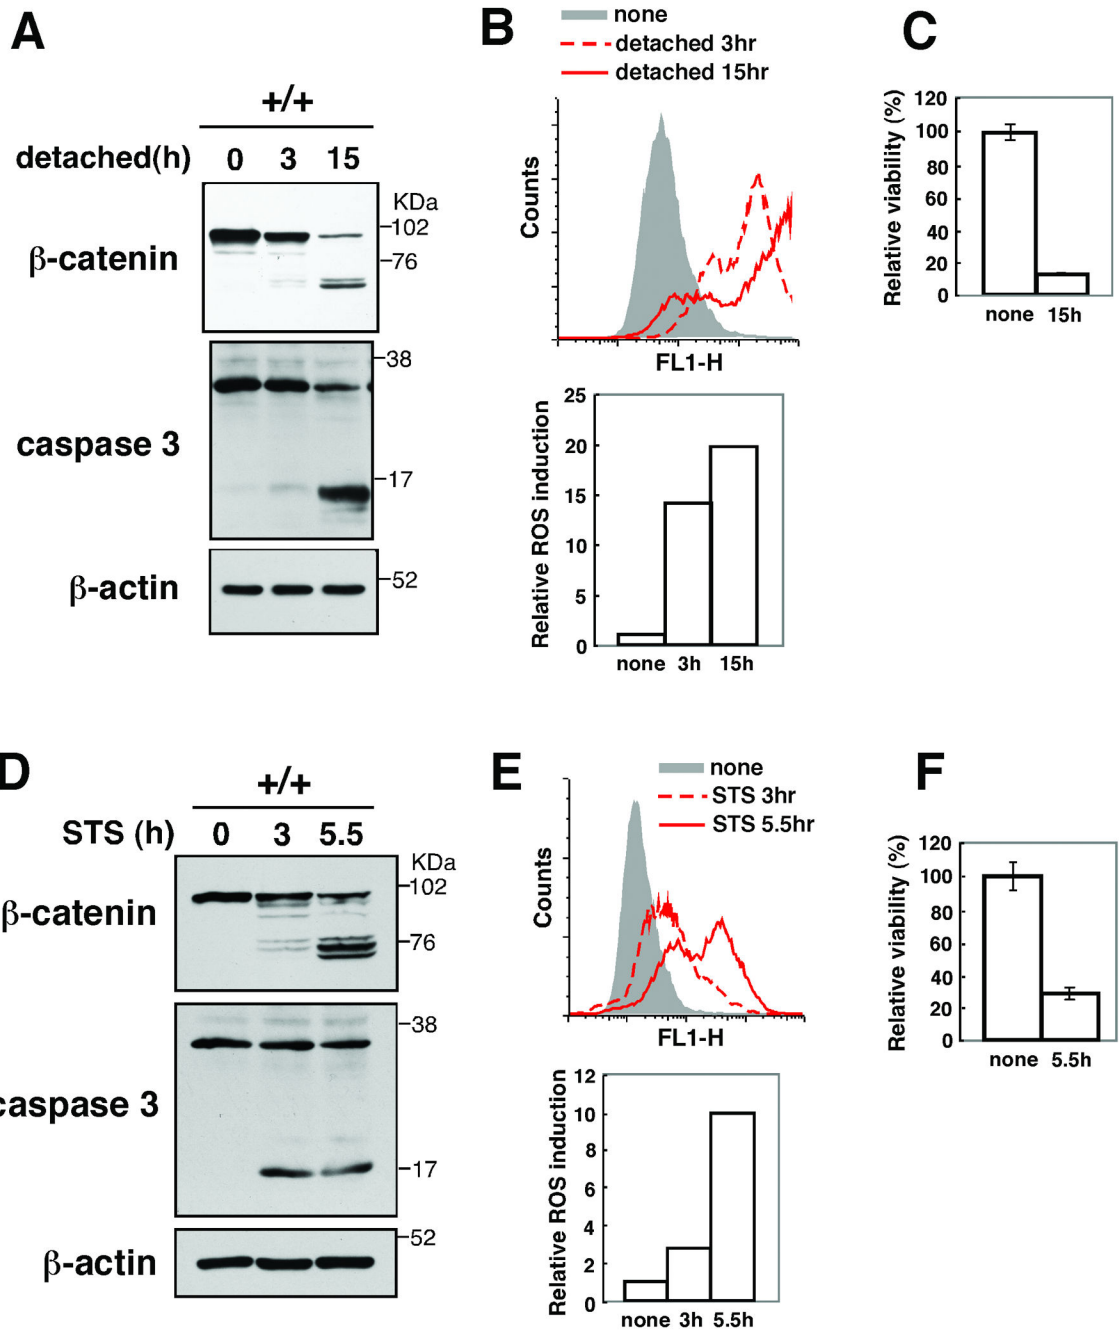 A
+/+
detached(h) 0 3 15
KDa
102
76
β-catenin
38
caspase 3
17
β-actin
52
B
none
detached 3hr
detached 15hr
Counts
FL1-H
Relative ROS induction
25
20
15
10
5
0
none 3h 15h
C
Relative viability (%)
120
100
80
60
40
20
0
none 15h
D
+/+
STS (h) 0 3 5.5
KDa
102
β-catenin
76
38
caspase 3
17
52
β-actin
E
none
STS 3hr
STS 5.5hr
Counts
FL1-H
Relative ROS induction
12
10
8
6
4
2
0
none 3h 5.5h
F
Relative viability (%)
120
100
80
60
40
20
0
none 5.5h